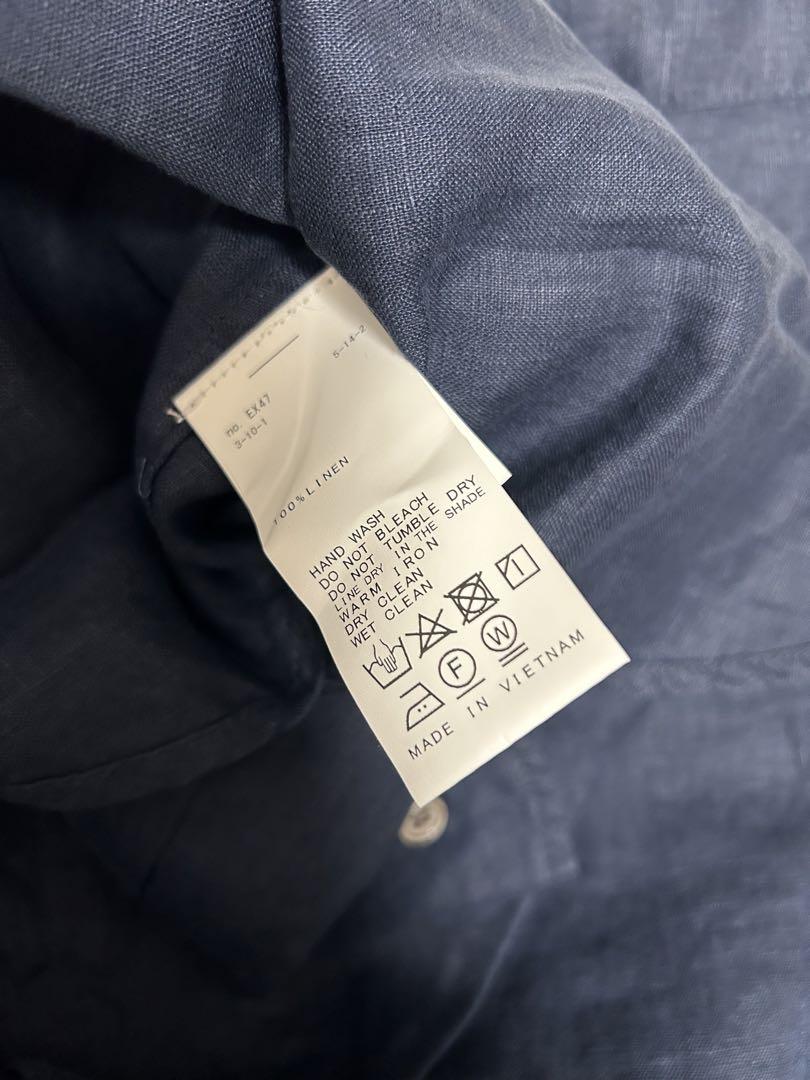 5-14-2
no. EX47
3-10-1
100%LINEN
HAND WASH
DO NOT BLEACH
DO NOT TUMBLE DRY
LINE DRY IN THE SHADE
WARM IRON
DRY CLEAN
WET CLEAN
F W
MADE IN VIETNAM